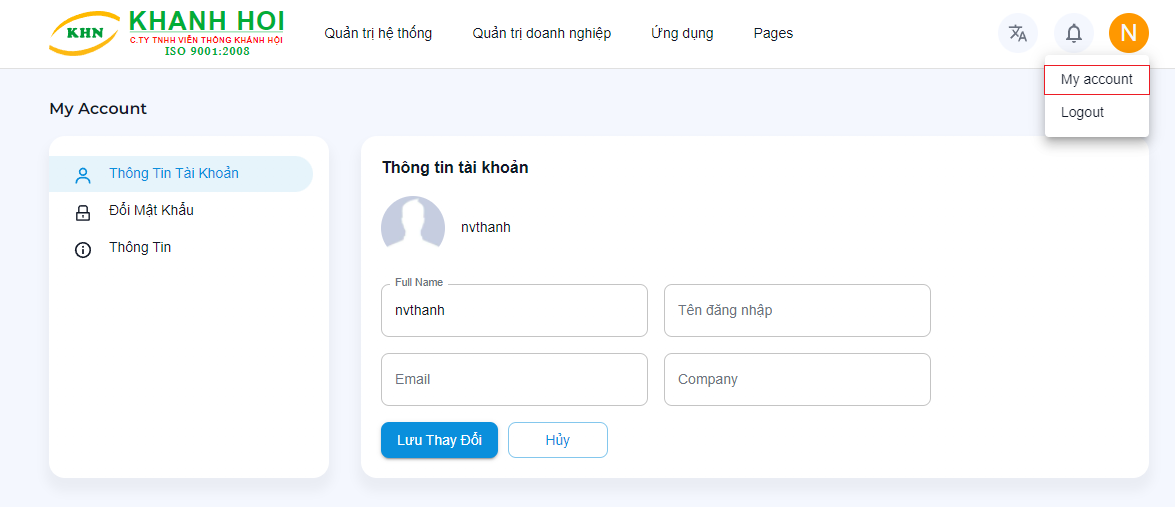 KHN
KHANH HOI
C.TY TNHH VIỄN THÔNG KHÁNH HỘI
ISO 9001:2008
Quản trị hệ thống
Quản trị doanh nghiệp
Ứng dụng
Pages
N
My account
Logout
My Account
Thông Tin Tài Khoản
Đổi Mật Khẩu
Thông Tin
Thông tin tài khoản
nvthanh
Full Name
nvthanh
Tên đăng nhập
Email
Company
Lưu Thay Đổi
Hủy